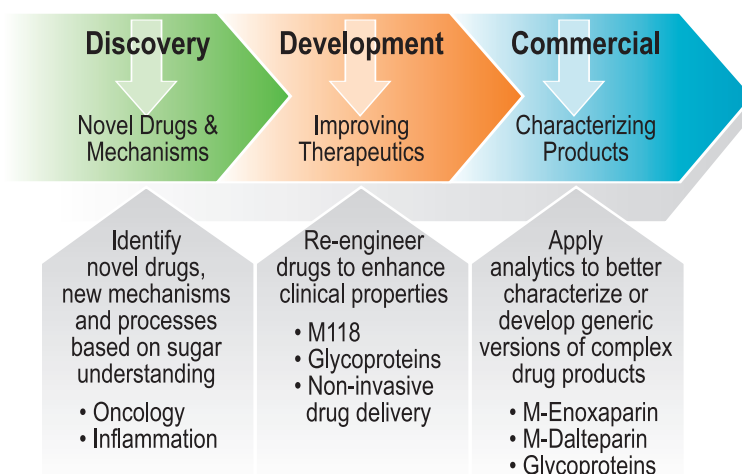 Discovery
Novel Drugs &
Mechanisms
Development
Improving
Therapeutics
Commercial
Characterizing
Products
Identify
novel drugs,
new mechanisms
and processes
based on sugar
understanding
• Oncology
• Inflammation
Re-engineer
drugs to enhance
clinical properties
• M118
• Glycoproteins
• Non-invasive
drug delivery
Apply
analytics to better
characterize or
develop generic
versions of complex
drug products
• M-Enoxaparin
• M-Dalteparin
• Glycoproteins